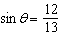 sin θ = 12/13